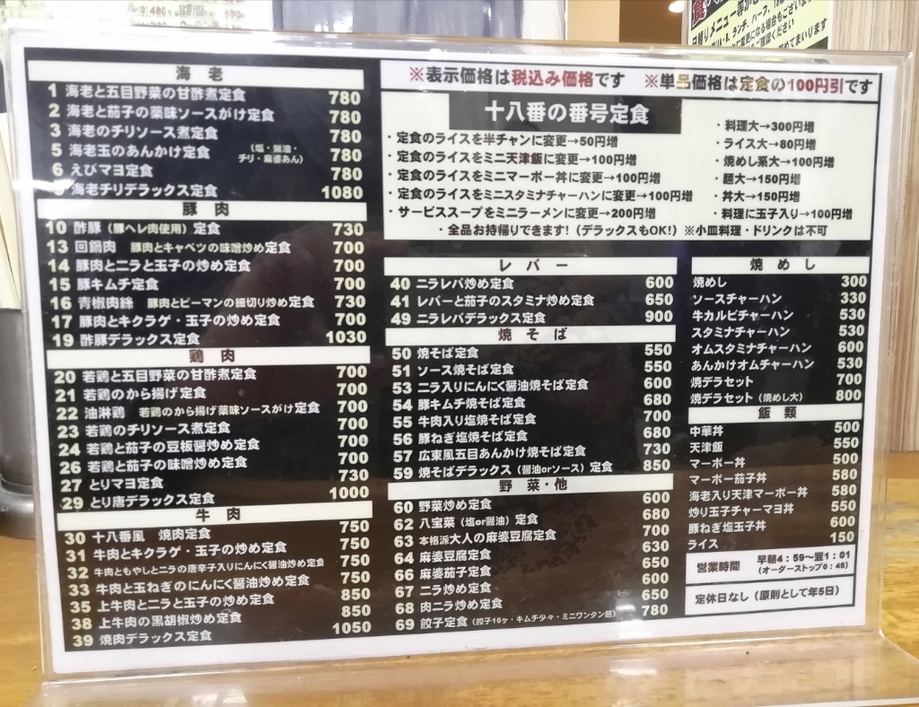 海老
1 海老と五目野菜の甘酢煮定食 780
2 海老と茄子の薬味ソースがけ定食 780
3 海老のチリソース煮定食 780
5 海老玉のあんかけ定食 (塩・醤油・チリ・麻婆あん) 780
6 えびマヨ定食 780
海老チリデラックス定食 1080
豚肉
10 酢豚(豚ヘレ肉使用)定食 730
13 回鍋肉 豚肉とキャベツの味噌炒め定食 700
14 豚肉とニラと玉子の炒め定食 700
15 豚キムチ定食 700
16 青椒肉絲 豚肉とピーマンの細切り炒め定食 730
17 豚肉とキクラゲ・玉子の炒め定食 700
19 酢豚デラックス定食 1030
鶏肉
20 若鶏と五目野菜の甘酢煮定食 700
21 若鶏のから揚げ定食 700
22 油淋鶏 若鶏のから揚げ薬味ソースがけ定食 700
23 若鶏のチリソース煮定食 700
24 若鶏と茄子の豆板醤炒め定食 700
26 若鶏と茄子の味噌炒め定食 700
27 とりマヨ定食 730
29 とり唐デラックス定食 1000
牛肉
30 十八番風 焼肉定食 750
31 牛肉とキクラゲ・玉子の炒め定食 750
32 牛肉ともやしとニラの唐辛子入りにんにく醤油炒め定食 750
33 牛肉と玉ねぎのにんにく醤油炒め定食 750
35 上牛肉とニラと玉子の炒め定食 850
38 上牛肉の黒胡椒炒め定食 850
39 焼肉デラックス定食 1050
※表示価格は税込み価格です ※単品価格は定食の100円引です
十八番の番号定食
・定食のライスを半チャンに変更→50円増
・定食のライスをミニ天津飯に変更→100円増
・定食のライスをミニマーボー丼に変更→100円増
・定食のライスをミニスタミナチャーハンに変更→100円増
・サービススープをミニラーメンに変更→200円増
・料理大→300円増
・ライス大→80円増
・焼めし系大→100円増
・麺大→150円増
・丼大→150円増
・料理に玉子入り→100円増
・全品お持帰りできます!(デラックスもOK!)※小皿料理・ドリンクは不可
レバー
40 ニラレバ炒め定食 600
41 レバーと茄子のスタミナ炒め定食 650
49 ニラレバデラックス定食 900
焼そば
50 焼そば定食 550
51 ソース焼そば定食 550
53 ニラ入りにんにく醤油焼そば定食 600
54 豚キムチ焼そば定食 680
55 牛肉入り塩焼そば定食 700
56 豚ねぎ塩焼そば定食 680
57 広東風五目あんかけ焼そば定食 730
59 焼そばデラックス(醤油orソース)定食 850
野菜・他
60 野菜炒め定食 600
62 八宝菜(塩or醤油)定食 680
63 本格派大人の麻婆豆腐定食 700
64 麻婆豆腐定食 630
66 麻婆茄子定食 650
67 ニラ炒め定食 600
68 肉ニラ炒め定食 650
69 餃子定食(餃子10ヶ・キムチ少々・ミニワンタン麺) 780
焼めし
焼めし 300
ソースチャーハン 330
牛カルビチャーハン 530
スタミナチャーハン 530
オムスタミナチャーハン 600
あんかけオムチャーハン 530
焼デラセット 700
焼デラセット(焼めし大) 800
飯類
中華丼 500
天津飯 550
マーボー丼 500
マーボー茄子丼 580
海老入り天津マーボー丼 580
炒り玉子チャーマヨ丼 550
豚ねぎ塩玉子丼 600
ライス 150
営業時間 早朝4:59〜翌1:01
(オーダーストップ0:45)
定休日なし(原則として年5日)